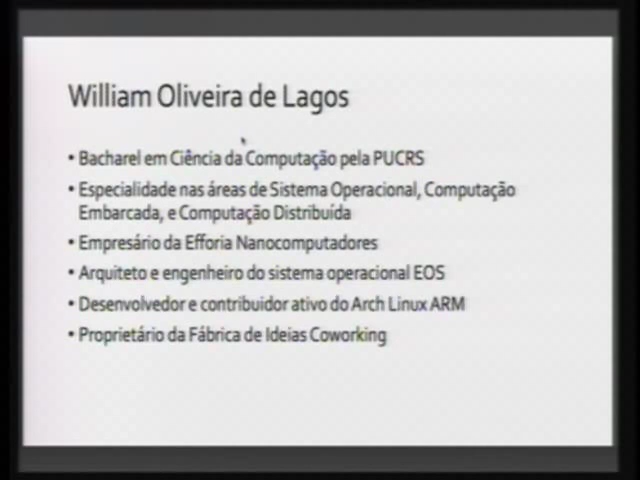 William Oliveira de Lagos
• Bacharel em Ciência da Computação pela PUCRS
• Especialidade nas áreas de Sistema Operacional, Computação
Embarcada, e Computação Distribuída
• Empresário da Efforia Nanocomputadores
• Arquiteto e engenheiro do sistema operacional EOS
• Desenvolvedor e contribuidor ativo do Arch Linux ARM
• Proprietário da Fábrica de Ideias Coworking